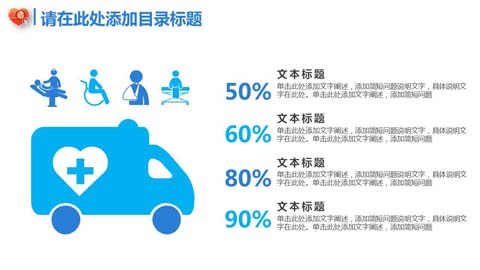 请在此处添加目录标题
50%
文本标题
单击此处添加文字阐述，添加简短问题说明文字，具体说明文
字在此处。单击此处添加文字阐述，添加简短问题
60%
文本标题
单击此处添加文字阐述，添加简短问题说明文字，具体说明文
字在此处。单击此处添加文字阐述，添加简短问题
80%
文本标题
单击此处添加文字阐述，添加简短问题说明文字，具体说明文
字在此处。单击此处添加文字阐述，添加简短问题
90%
文本标题
单击此处添加文字阐述，添加简短问题说明文字，具体说明文
字在此处。单击此处添加文字阐述，添加简短问题